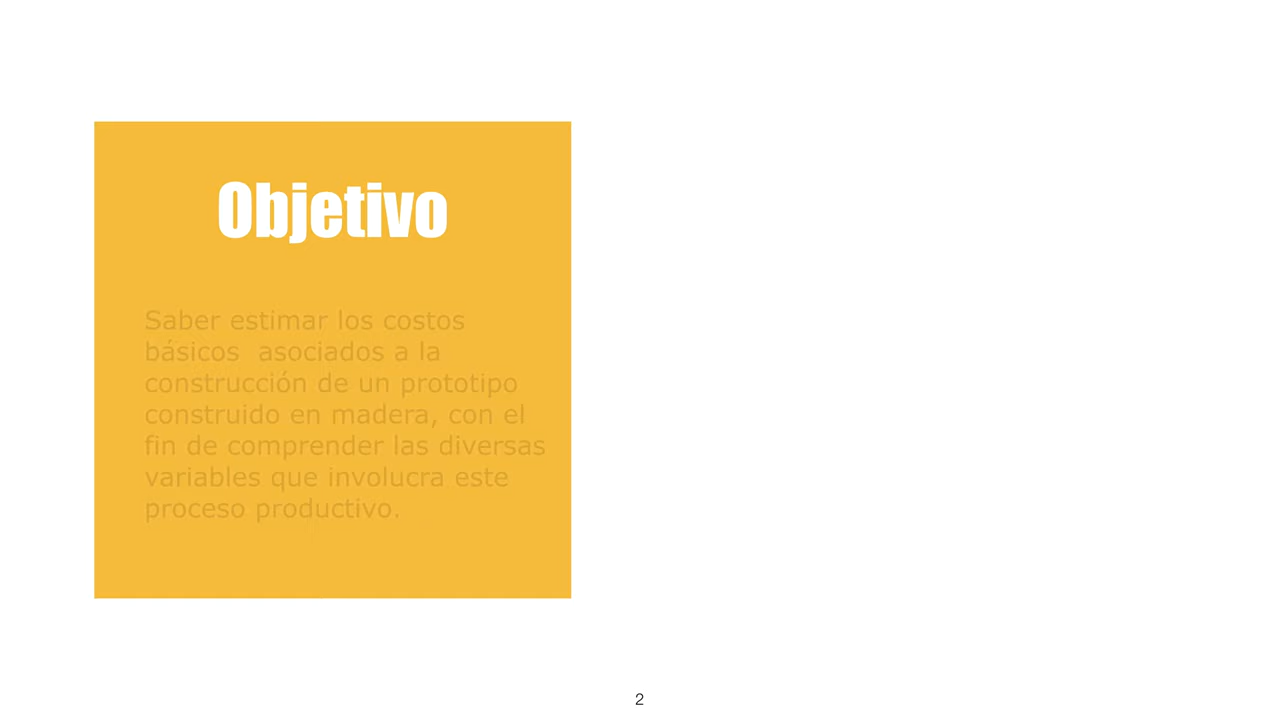 Objetivo
Saber estimar los costos
básicos  asociados a la
construcción de un prototipo
construido en madera, con el
fin de comprender las diversas
variables que involucra este
proceso productivo.
2